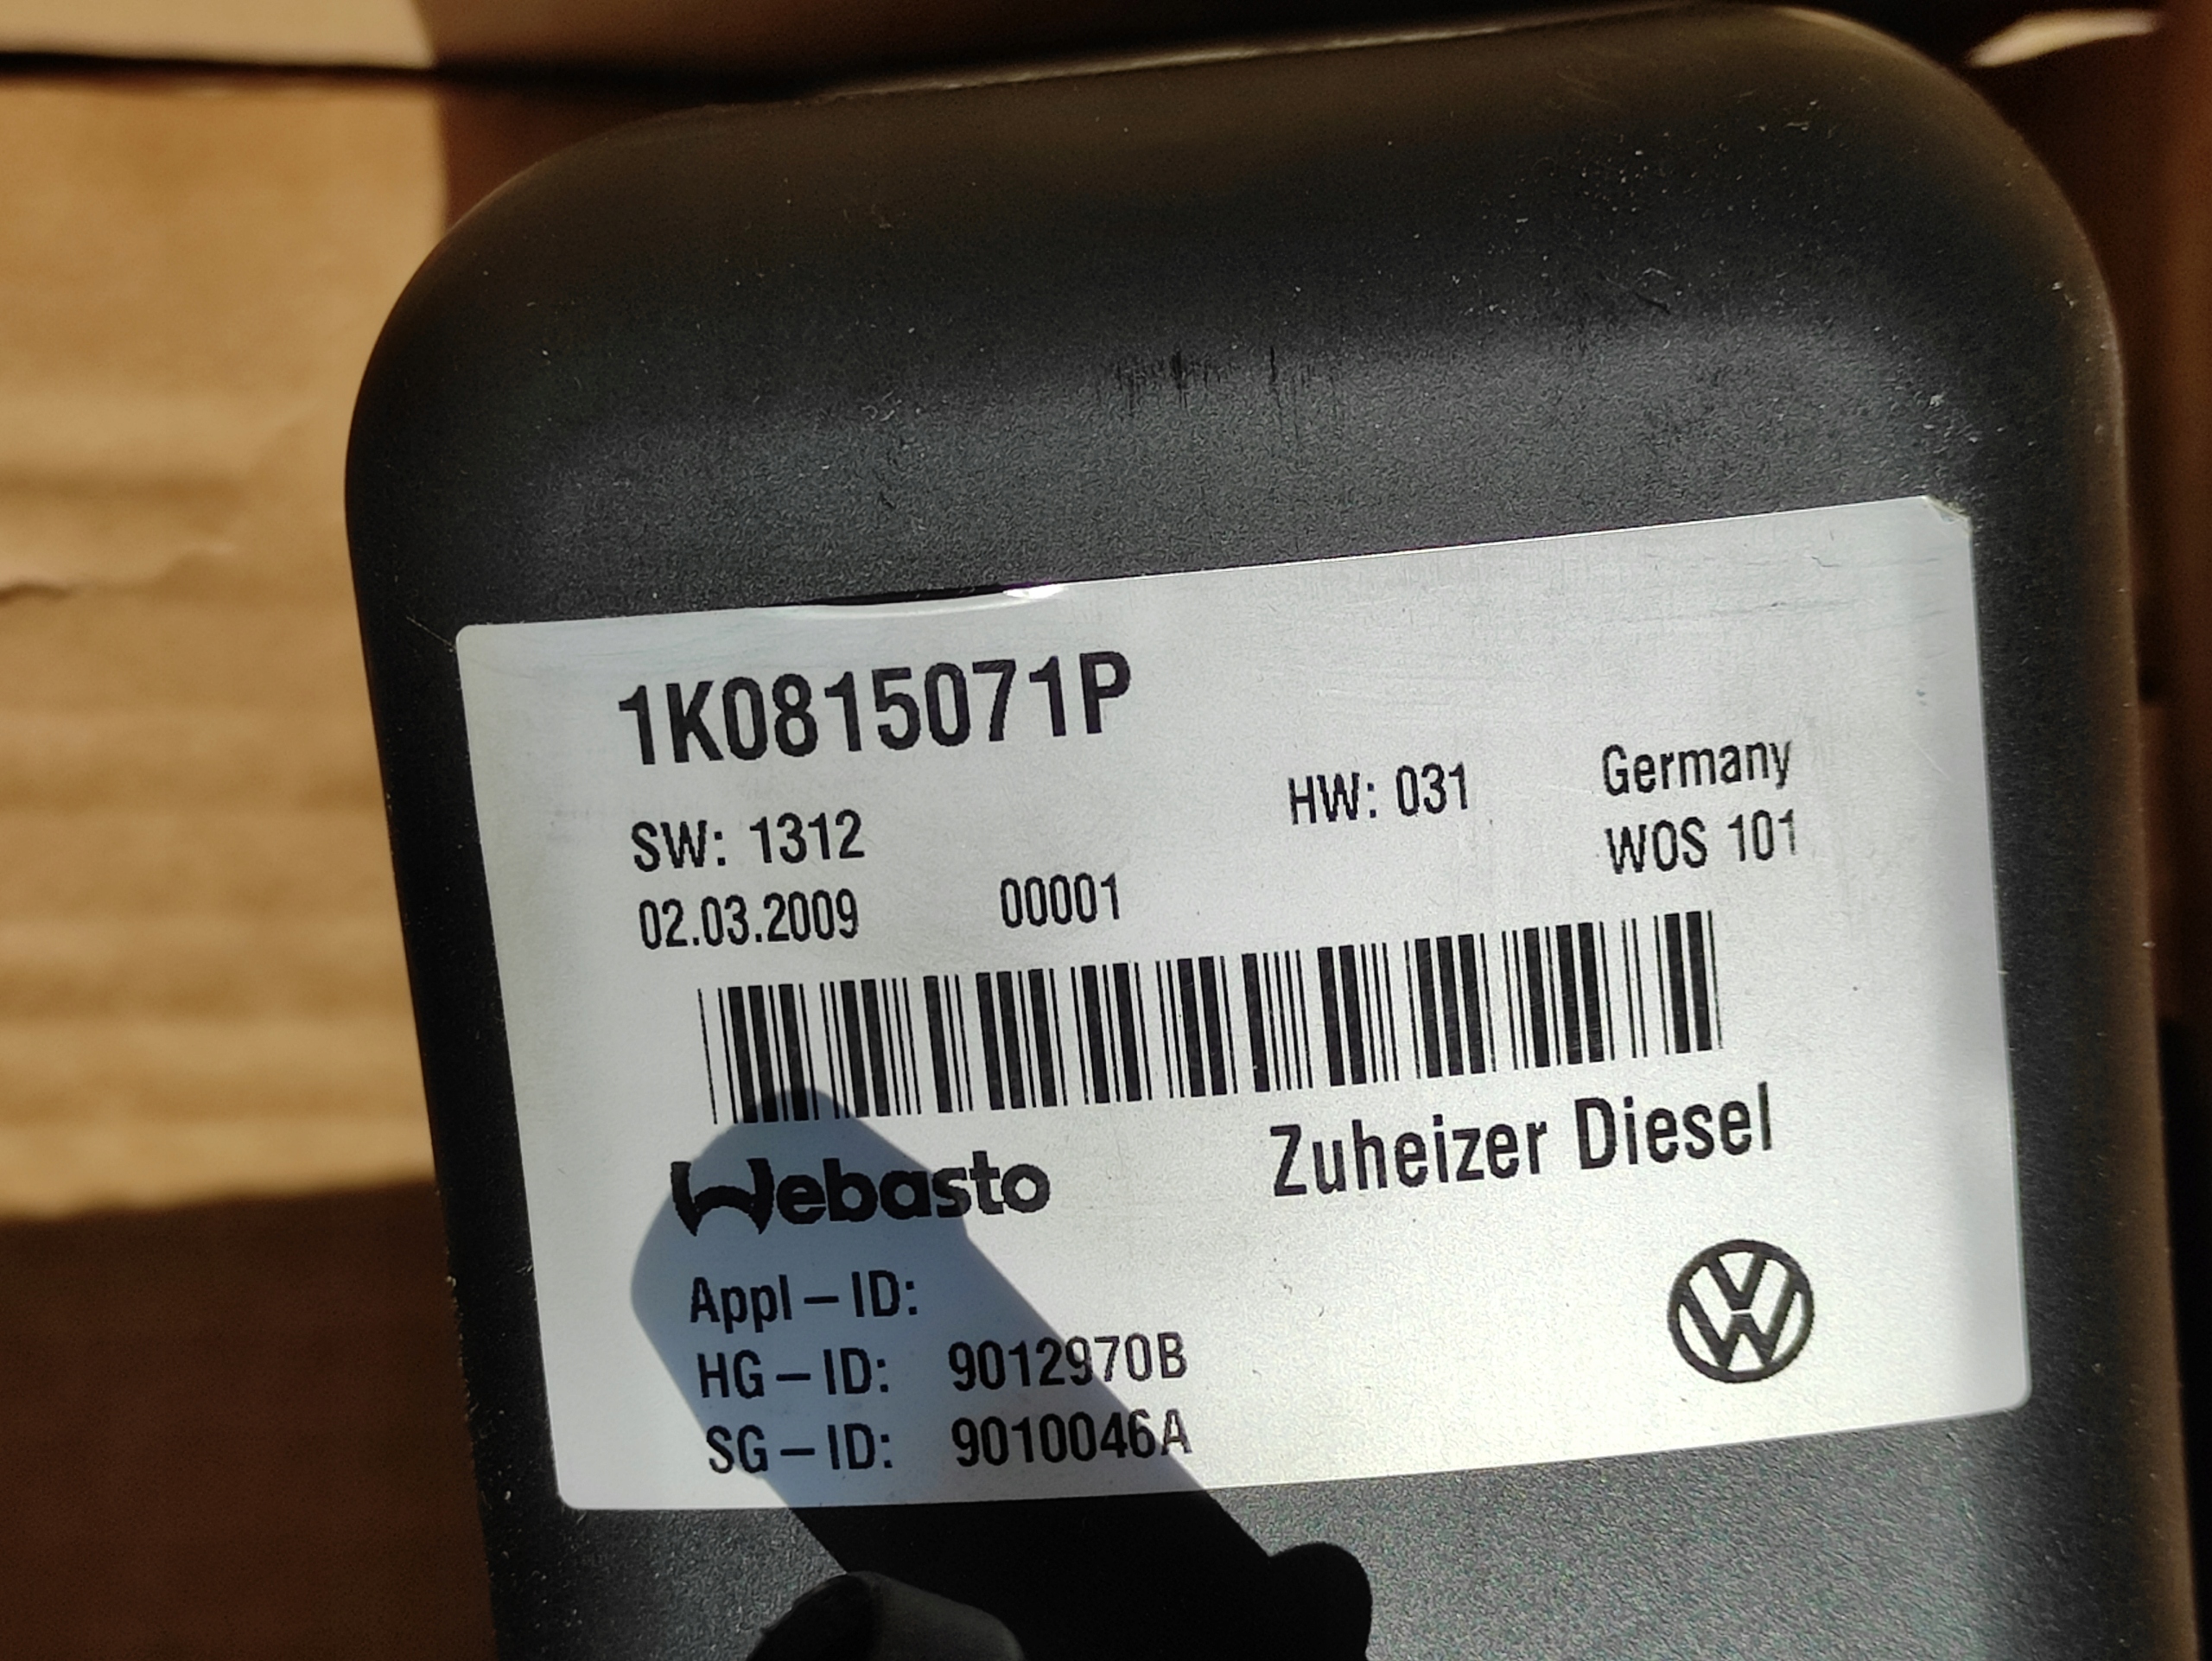 1K0815071P
SW: 1312 HW: 031 Germany
02.03.2009 00001 WOS 101
Webasto Zuheizer Diesel
Appl-ID:
HG-ID: 9012970B
SG-ID: 9010046A
VW